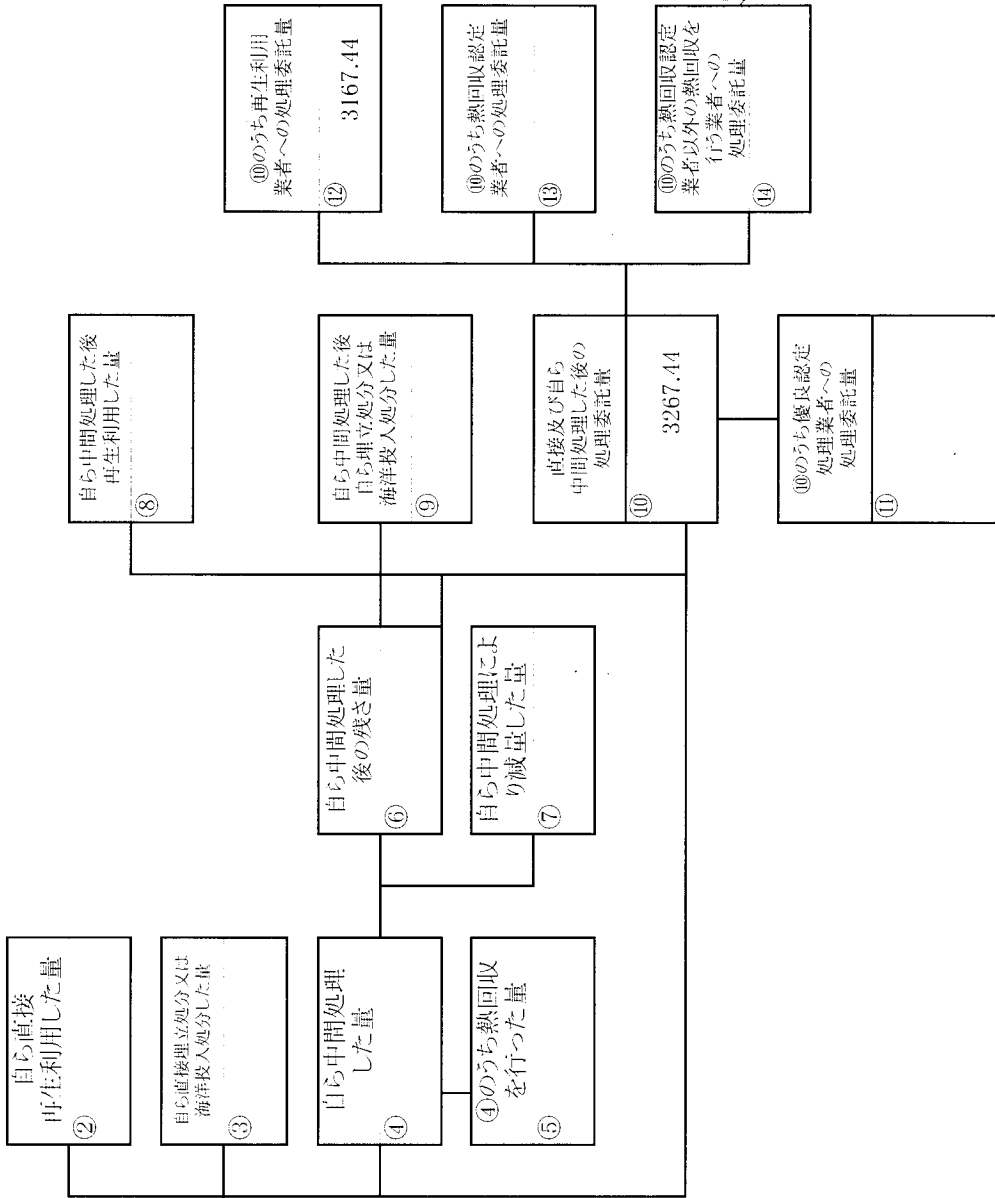 自ら直接
再生利用した量
②
自ら直接埋立処分又は
海洋投入処分した量
③
自ら中間処理
した量
④
④のうち熱回収
を行った量
⑤
自ら中間処理した
後の残さ量
⑥
自ら中間処理によ
り減量した量
⑦
自ら中間処理した後
再生利用した量
⑧
自ら中間処理した後
自ら埋立処分又は
海洋投入処分した量
⑨
直接及び自ら
中間処理した後の
処理委託量
⑩
3267.44
⑩のうち優良認定
処理業者への
処理委託量
⑪
⑩のうち再生利用
業者への処理委託量
⑫
3167.44
⑩のうち熱回収認定
業者への処理委託量
⑬
⑩のうち熱回収認定
業者以外の熱回収を
行う業者への
処理委託量
⑭